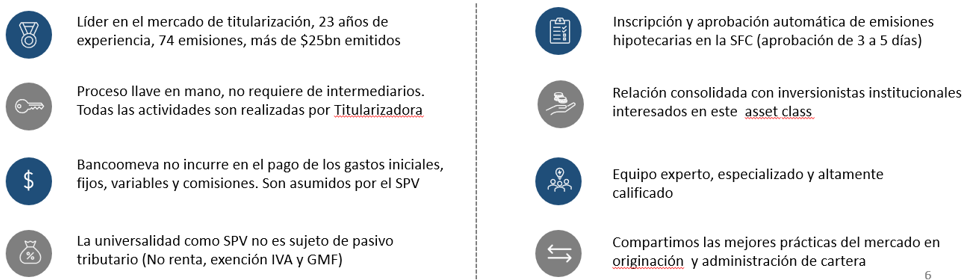 Líder en el mercado de titularización, 23 años de
experiencia, 74 emisiones, más de $25bn emitidos
Proceso llave en mano, no requiere de intermediarios.
Todas las actividades son realizadas por Titularizadora
$
Bancoomeva no incurre en el pago de los gastos iniciales,
fijos, variables y comisiones. Son asumidos por el SPV
%
La universalidad como SPV no es sujeto de pasivo
tributario (No renta, exención IVA y GMF)
Inscripción y aprobación automática de emisiones
hipotecarias en la SFC (aprobación de 3 a 5 días)
Relación consolidada con inversionistas institucionales
interesados en este  asset class
Equipo experto, especializado y altamente
calificado
Compartimos las mejores prácticas del mercado en
originación  y administración de cartera
6